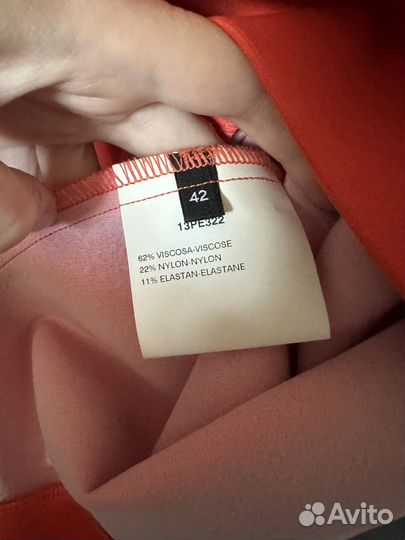 42
13PE322
62% VISCOSA-VISCOSE
22% NYLON-NYLON
11% ELASTAN-ELASTANE
Avito